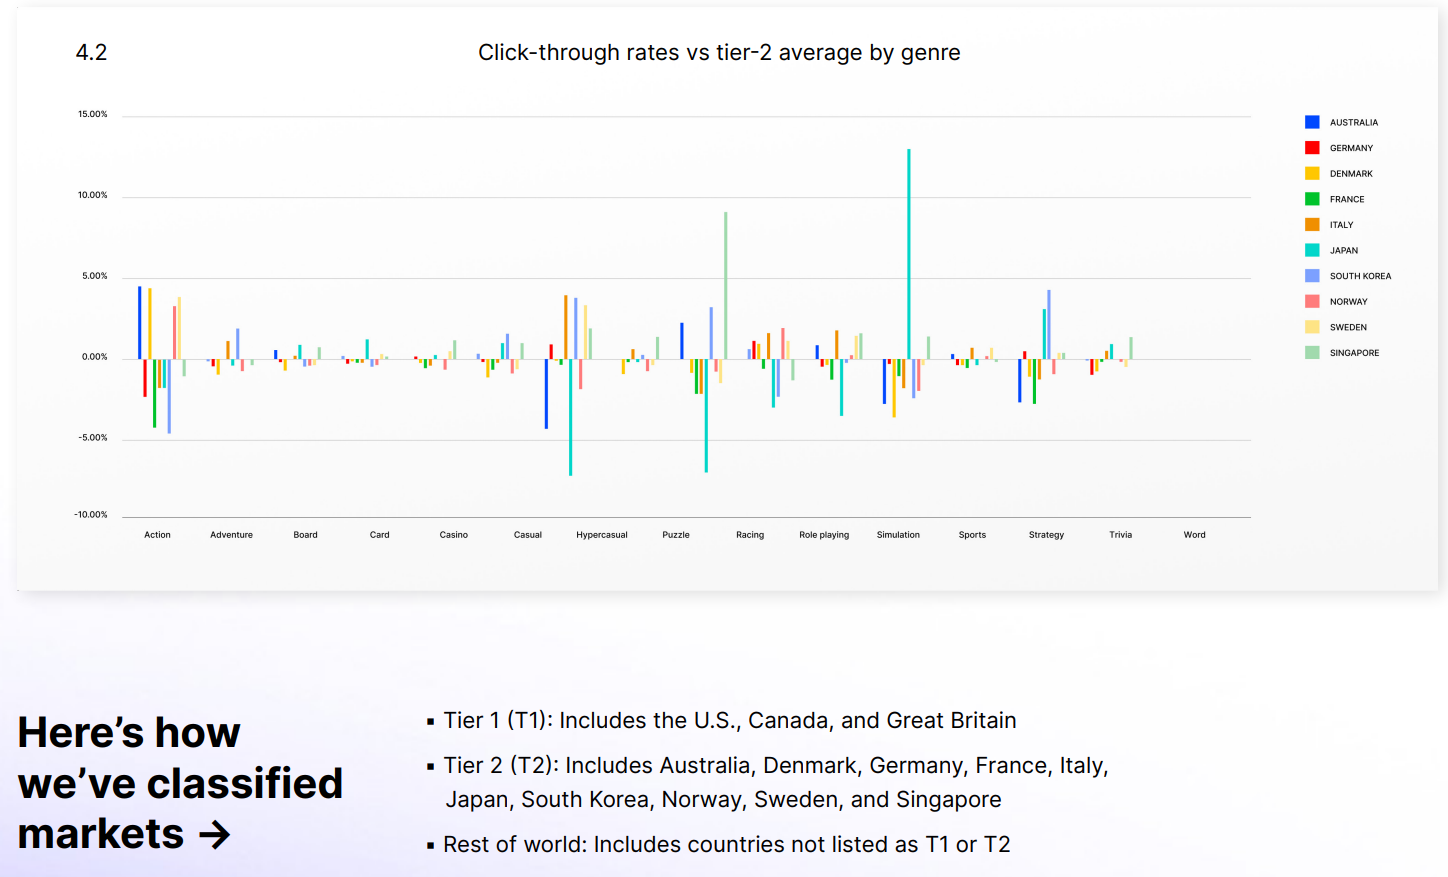 4.2
Click-through rates vs tier-2 average by genre
15.00%
10.00%
5.00%
0.00%
-5.00%
-10.00%
Action Adventure Board Card Casino Casual Hypercasual Puzzle Racing Role playing Simulation Sports Strategy Trivia Word
AUSTRALIA
GERMANY
DENMARK
FRANCE
ITALY
JAPAN
SOUTH KOREA
NORWAY
SWEDEN
SINGAPORE
Here’s how
we’ve classified
markets →
▪ Tier 1 (T1): Includes the U.S., Canada, and Great Britain
▪ Tier 2 (T2): Includes Australia, Denmark, Germany, France, Italy,
Japan, South Korea, Norway, Sweden, and Singapore
▪ Rest of world: Includes countries not listed as T1 or T2